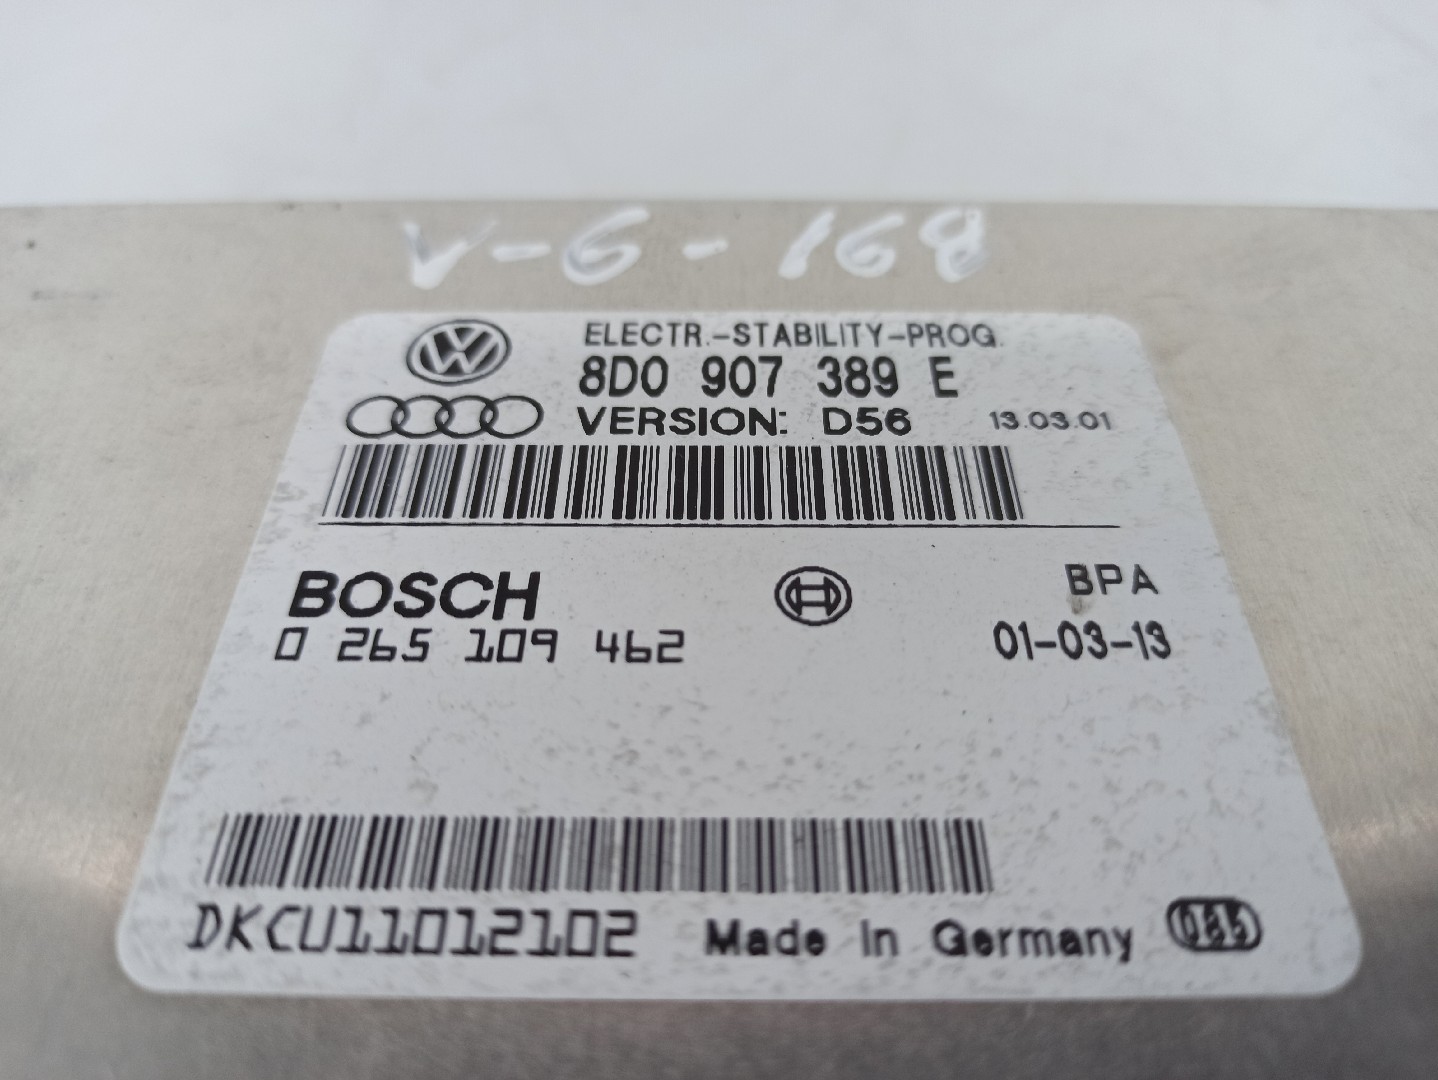 V-G-168
ELECTR.-STABILITY-PROG.
8D0 907 389 E
VERSION: D56 13.03.01
BOSCH BPA
0 265 109 462 01-03-13
DKCU11012102 Made in Germany